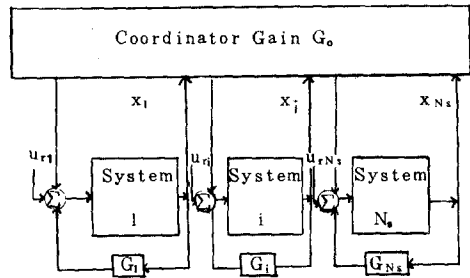 Coordinator Gain G₀
x₁ xᵢ x_Ns
u_r1 System u_ri System u_rNs System
Σ Σ Σ
1 i N_s
G₁ Gᵢ G_Ns